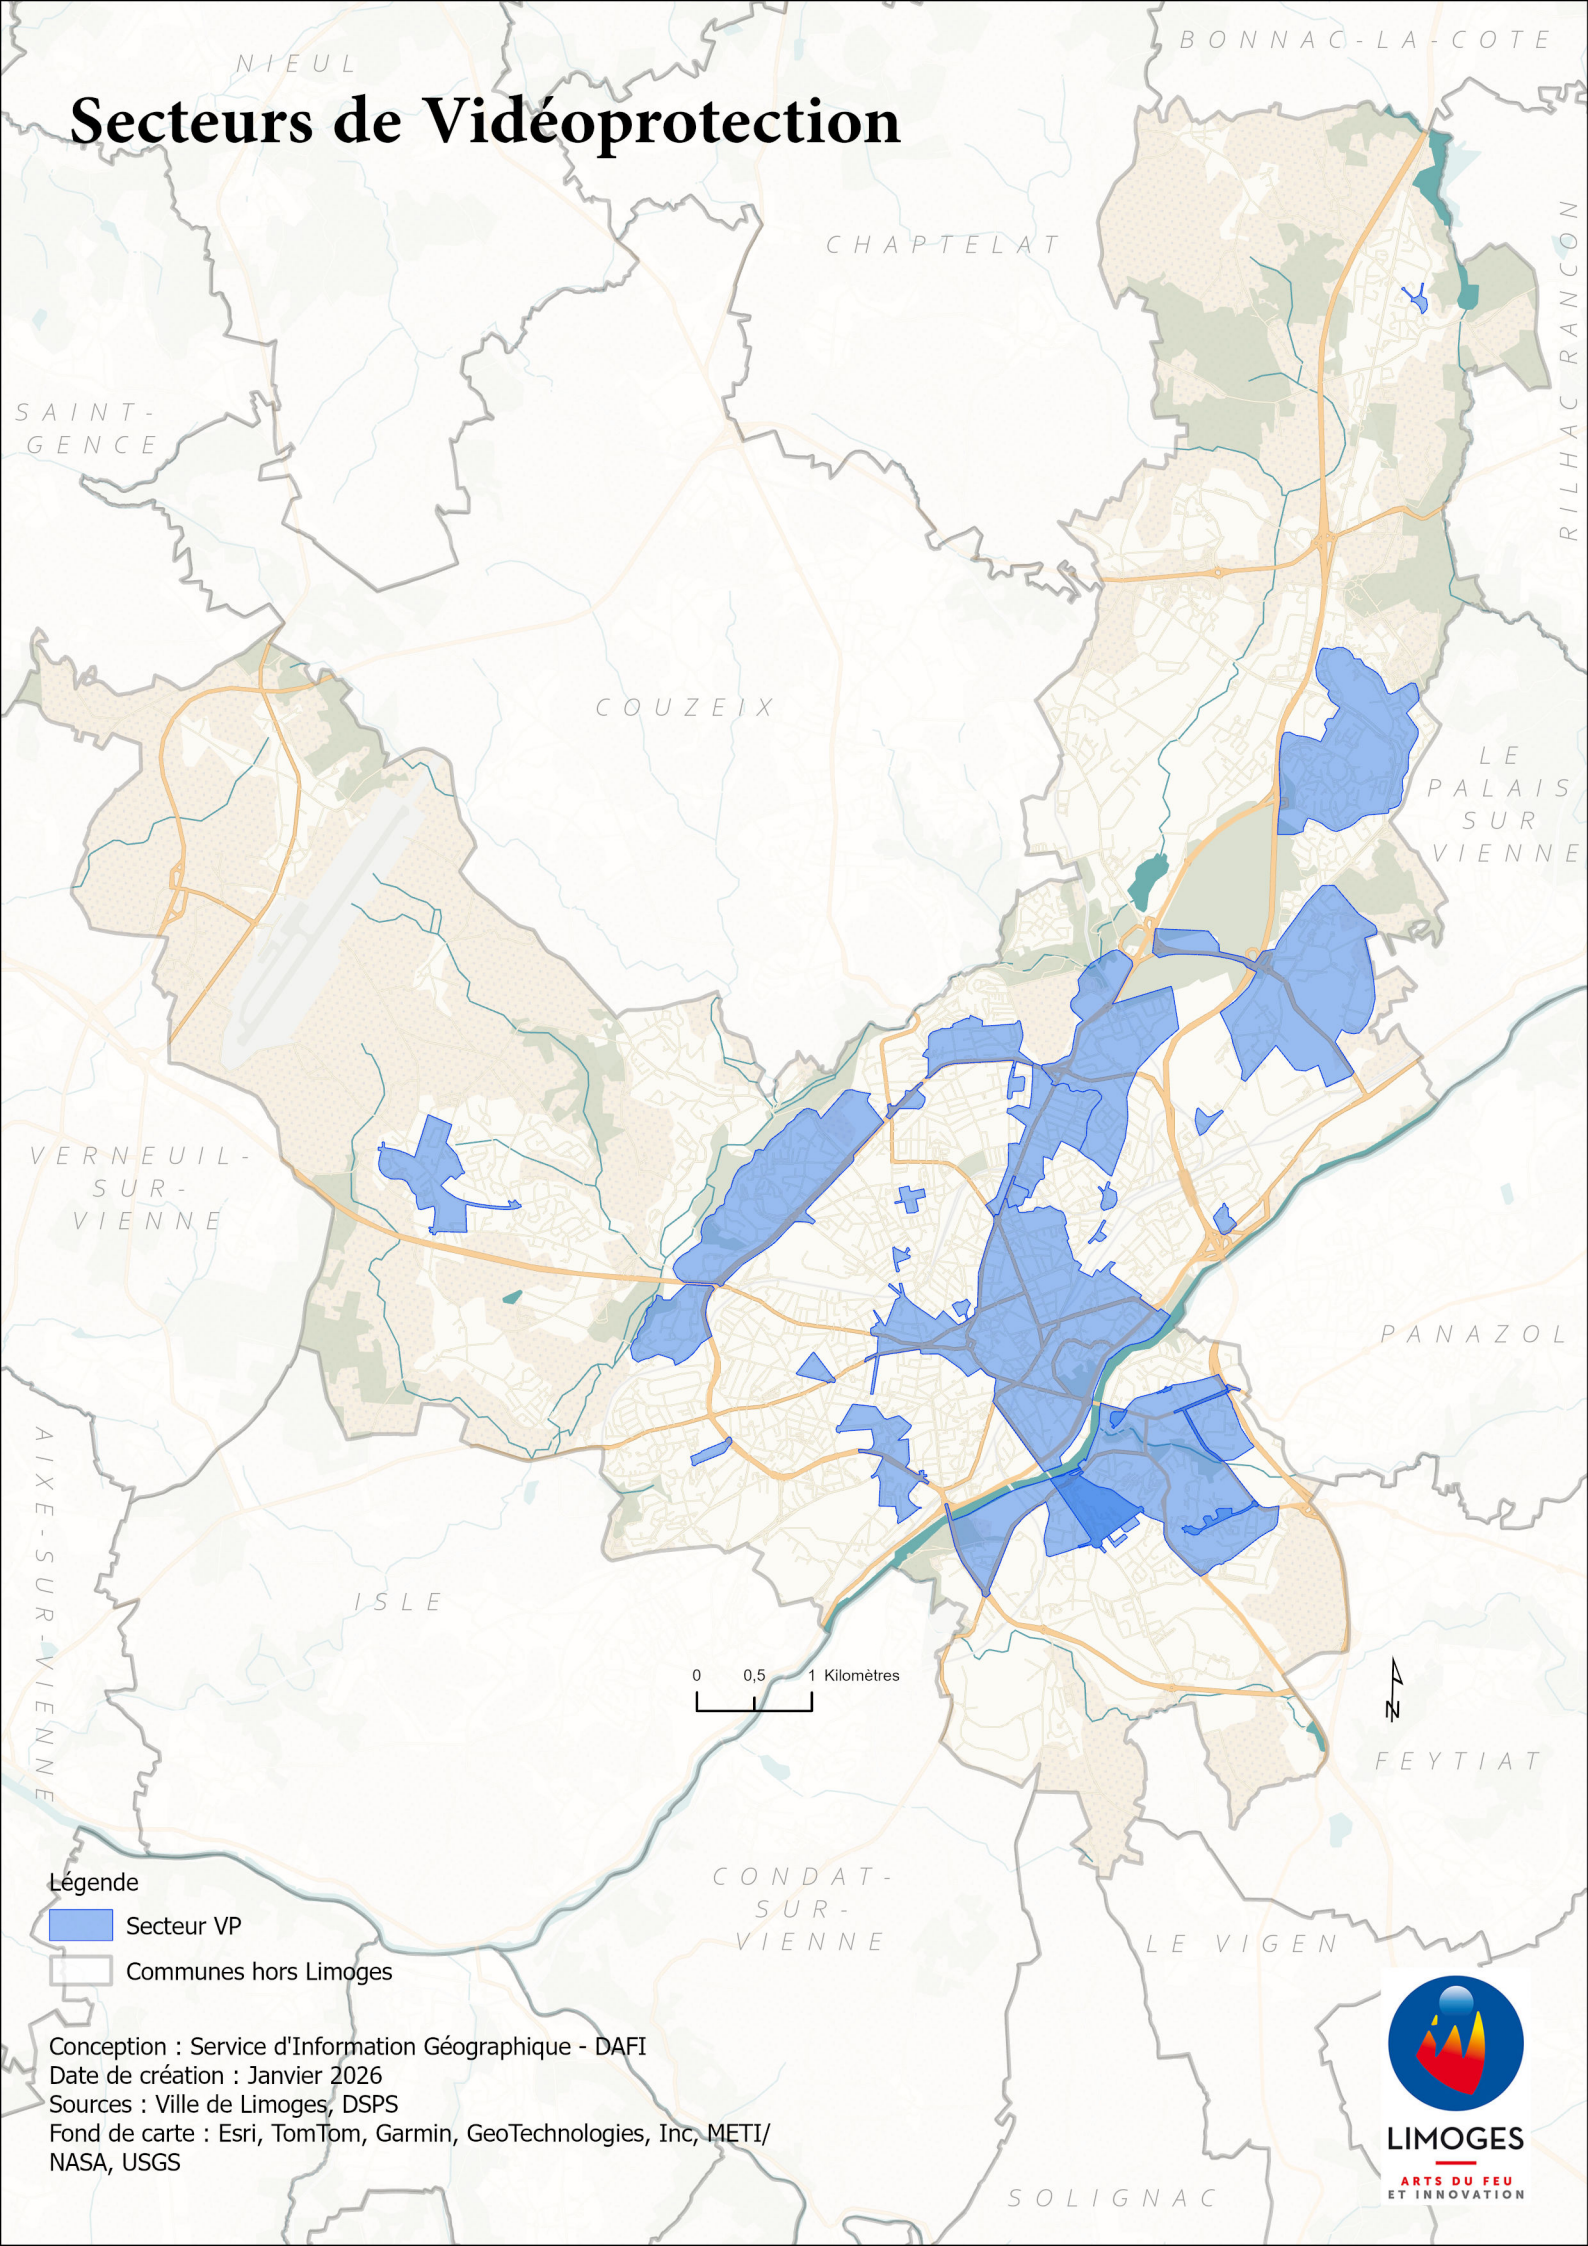 NIEUL
BONNAC-LA-COTE
Secteurs de Vidéoprotection
CHAPTELAT
RILHAC RANCON
SAINT-
GENCE
COUZEIX
LE
PALAIS
SUR
VIENNE
VERNEUIL-
SUR-
VIENNE
PANAZOL
AIXE-SUR-VIENNE
ISLE
0 0,5 1 Kilomètres
N
FEYTIAT
CONDAT-
SUR-
VIENNE
LE VIGEN
Légende
Secteur VP
Communes hors Limoges
Conception : Service d'Information Géographique - DAFI
Date de création : Janvier 2026
Sources : Ville de Limoges, DSPS
Fond de carte : Esri, TomTom, Garmin, GeoTechnologies, Inc, METI/
NASA, USGS
LIMOGES
ARTS DU FEU
ET INNOVATION
SOLIGNAC